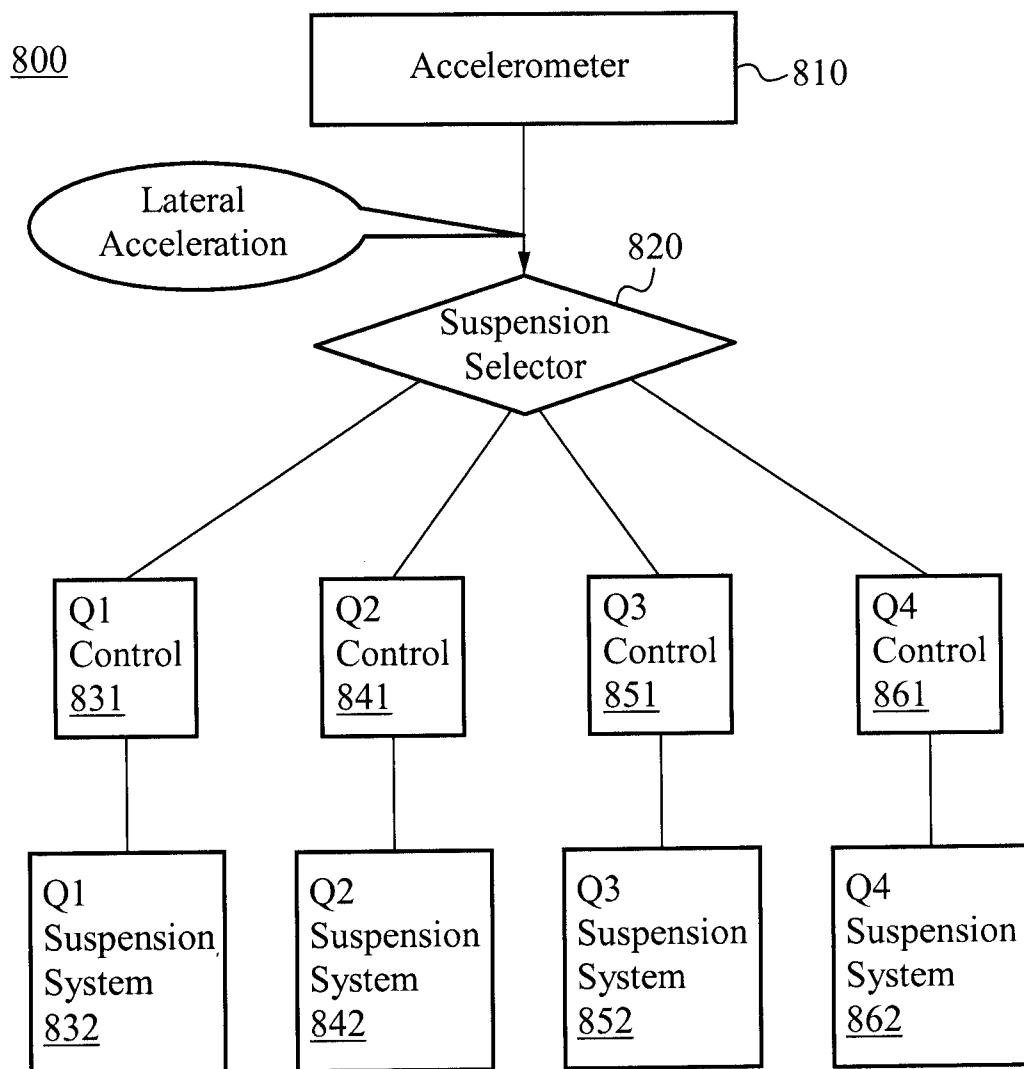 800
Accelerometer
810
Lateral
Acceleration
820
Suspension
Selector
Q1
Control
831
Q2
Control
841
Q3
Control
851
Q4
Control
861
Q1
Suspension
System
832
Q2
Suspension
System
842
Q3
Suspension
System
852
Q4
Suspension
System
862